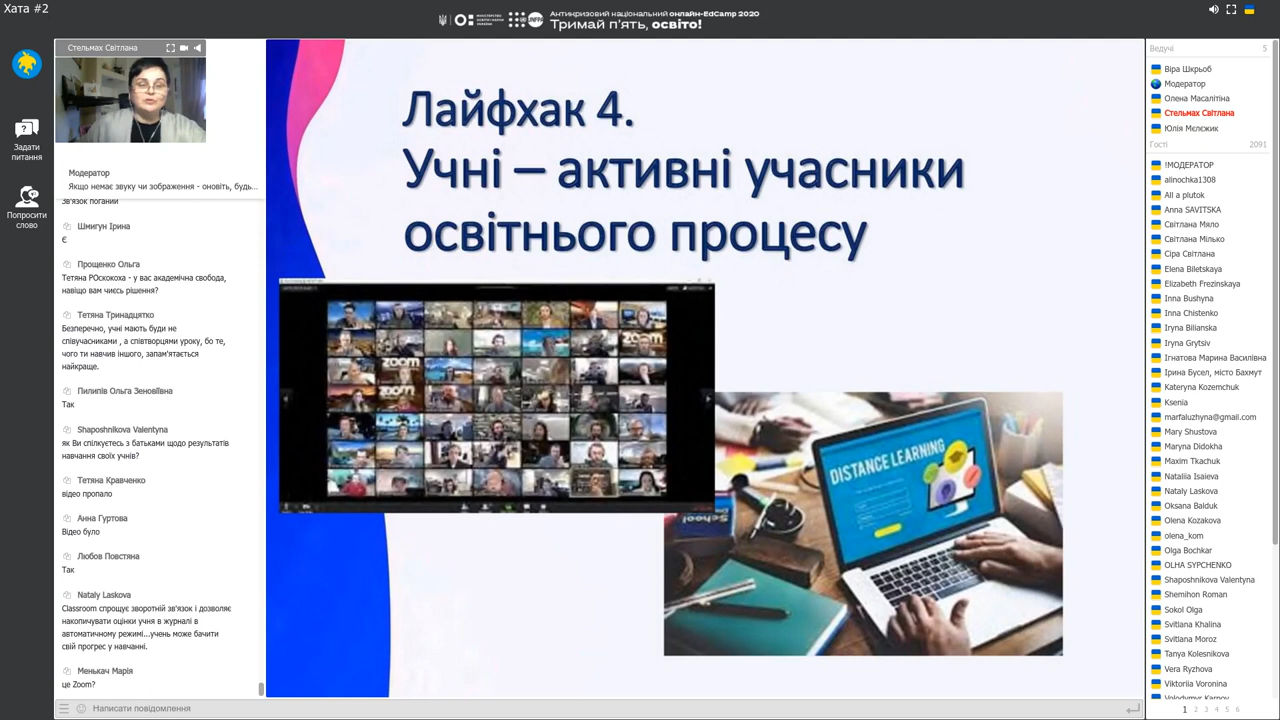 Хата #2
Антикризовий національний онлайн-EdCamp 2020
Тримай п'ять, освіто!
Задати
питання
Попросити
слово
Стельмах Світлана
Модератор
Якщо немає звуку чи зображення - оновіть, будь...
Зв'язок поганий
Шмигун Ірина
Є
Прощенко Ольга
Тетяна РОскокоха - у вас академічна свобода,
навіщо вам чиєсь рішення?
Тетяна Тринадцятко
Безперечно, учні мають буди не
співучасниками , а співтворцями уроку, бо те,
чого ти навчив іншого, запам'ятається
найкраще.
Пилипів Ольга Зеновіївна
Так
Shaposhnikova Valentyna
як Ви спілкуєтесь з батьками щодо результатів
навчання своїх учнів?
Тетяна Кравченко
відео пропало
Анна Гуртова
Відео було
Любов Повстяна
Так
Nataly Laskova
Classroom спрощує зворотній зв'язок і дозволяє
накопичувати оцінки учня в журналі в
автоматичному режимі...учень може бачити
свій прогрес у навчанні.
Менькач Марія
це Zoom?
Написати повідомлення
Лайфхак 4.
Учні – активні учасники
освітнього процесу
zoom
zoom
zoom
DISTANCE LEARNING
School
Ведучі 5
Віра Шкрьоб
Модератор
Олена Масалітіна
Стельмах Світлана
Юлія Мєлєжик
Гості 2091
!МОДЕРАТОР
alinochka1308
All a plutok
Anna SAVITSKA
Світлана Мяло
Світлана Мілько
Сіра Світлана
Elena Biletskaya
Elizabeth Frezinskaya
Inna Bushyna
Inna Chistenko
Iryna Bilianska
Iryna Grytsiv
Ігнатова Марина Василівна
Ірина Бусел, місто Бахмут
Kateryna Kozemchuk
Ksenia
marfaluzhyna@gmail.com
Mary Shustova
Maryna Didokha
Maxim Tkachuk
Nataliia Isaieva
Nataly Laskova
Oksana Balduk
Olena Kozakova
olena_kom
Olga Bochkar
OLHA SYPCHENKO
Shaposhnikova Valentyna
Shemihon Roman
Sokol Olga
Svitlana Khalina
Svitlana Moroz
Tanya Kolesnikova
Vera Ryzhova
Viktoriia Voronina
Volodymyr Karpov
1 2 3 4 5 6